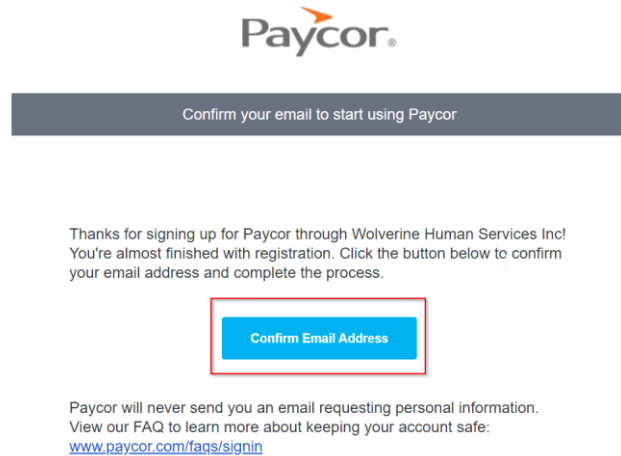 Paycor®
Confirm your email to start using Paycor
Thanks for signing up for Paycor through Wolverine Human Services Inc!
You're almost finished with registration. Click the button below to confirm
your email address and complete the process.
Confirm Email Address
Paycor will never send you an email requesting personal information.
View our FAQ to learn more about keeping your account safe:
www.paycor.com/faqs/signin